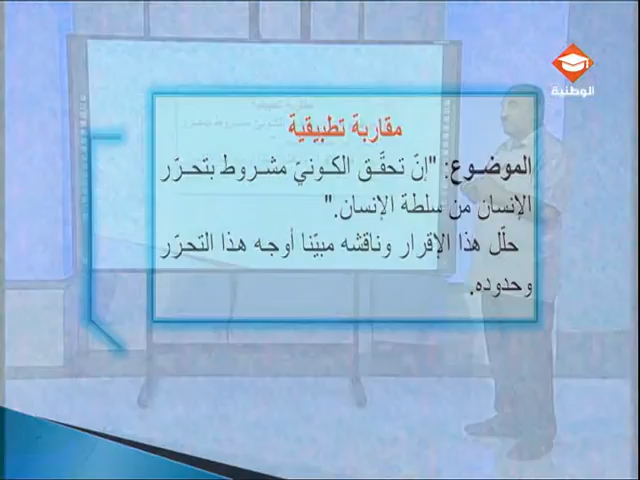 الوطنية
مقاربة تطبيقية
الموضوع: "إنّ تحقّق الكونيّ مشروط بتحرّر
الإنسان من سلطة الإنسان."
حلّل هذا الإقرار وناقشه مبيّنا أوجه هذا التحرّر
وحدوده.